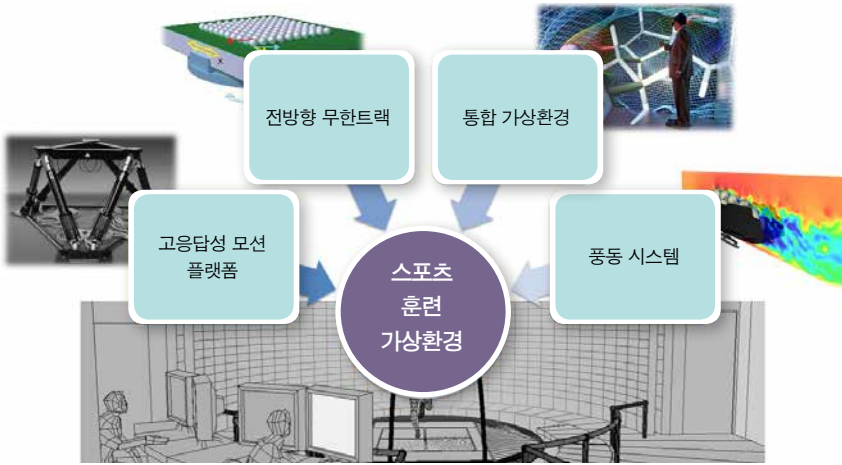 전방향 무한트랙
통합 가상환경
고응답성 모션
플랫폼
풍동 시스템
스포츠
훈련
가상환경
X